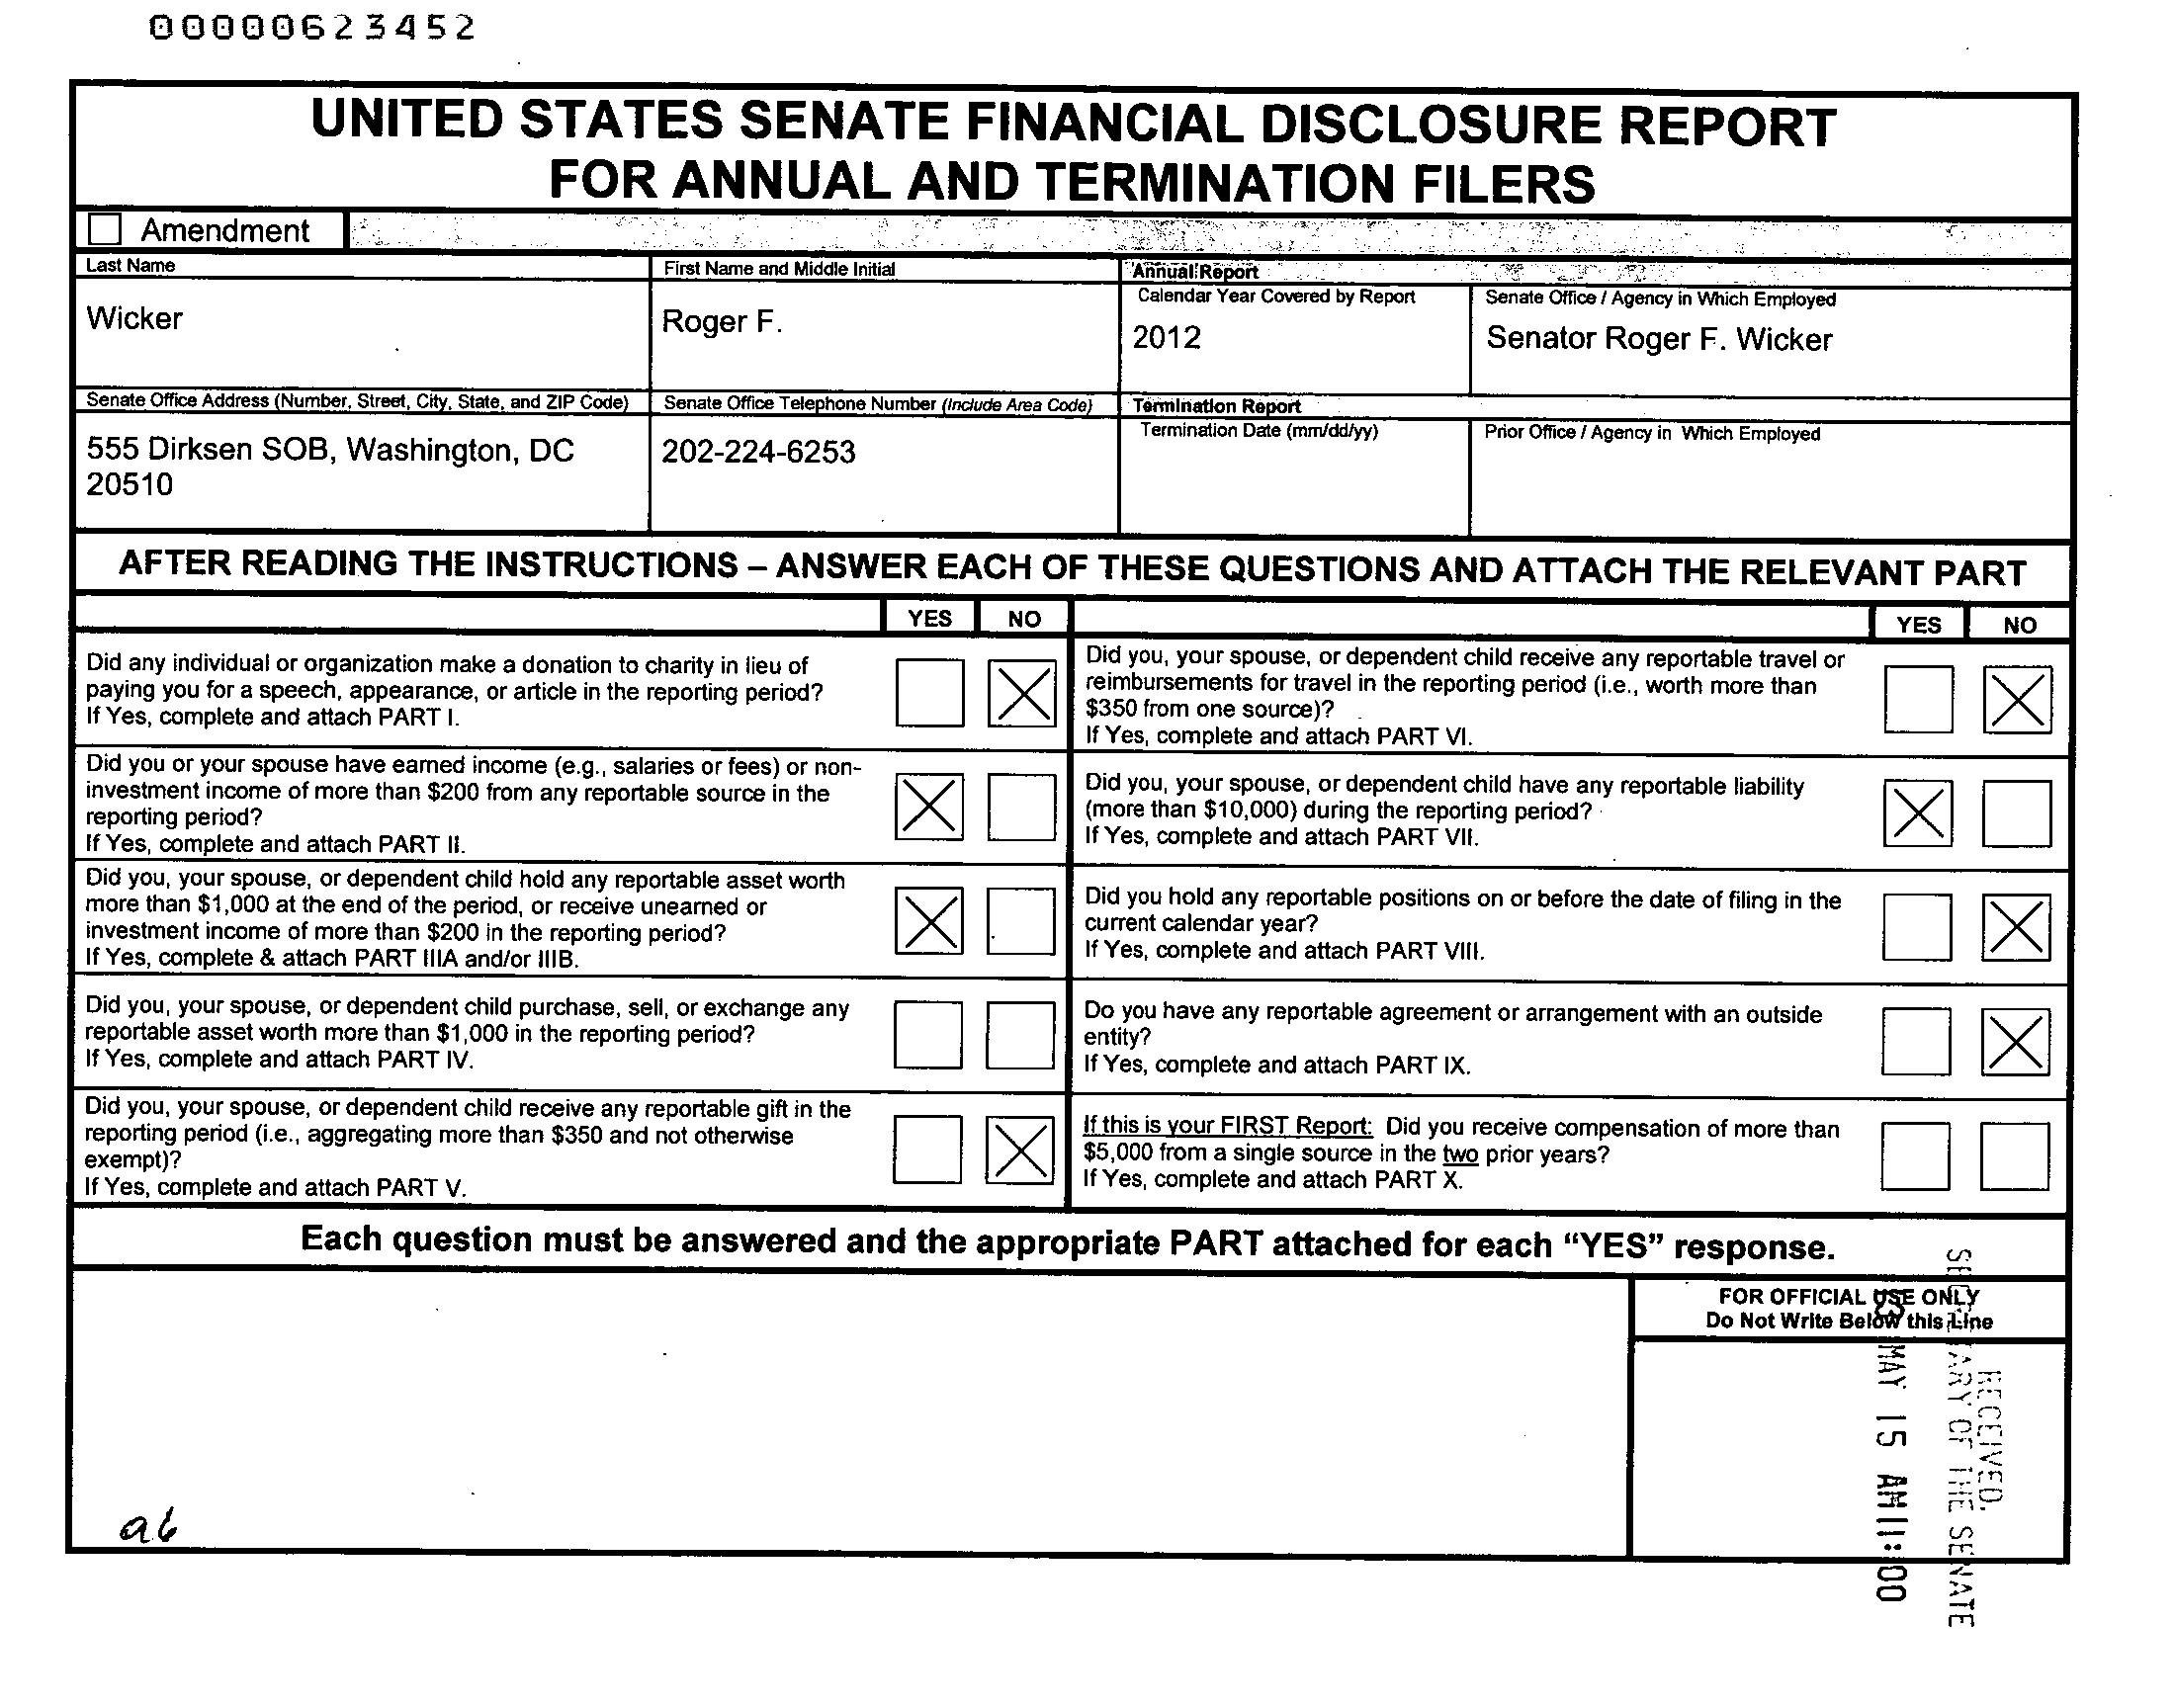 00000623452
UNITED STATES SENATE FINANCIAL DISCLOSURE REPORT
FOR ANNUAL AND TERMINATION FILERS
Amendment
Last Name
First Name and Middle Initial
Annual Report
Calendar Year Covered by Report
Senate Office / Agency in Which Employed
Wicker
Roger F.
2012
Senator Roger F. Wicker
Senate Office Address (Number, Street, City, State, and ZIP Code)
Senate Office Telephone Number (Include Area Code)
Termination Report
Termination Date (mm/dd/yy)
Prior Office / Agency in Which Employed
555 Dirksen SOB, Washington, DC
20510
202-224-6253
AFTER READING THE INSTRUCTIONS – ANSWER EACH OF THESE QUESTIONS AND ATTACH THE RELEVANT PART
YES NO
YES NO
Did any individual or organization make a donation to charity in lieu of
paying you for a speech, appearance, or article in the reporting period?
If Yes, complete and attach PART I.
Did you, your spouse, or dependent child receive any reportable travel or
reimbursements for travel in the reporting period (i.e., worth more than
$350 from one source)?
If Yes, complete and attach PART VI.
Did you or your spouse have earned income (e.g., salaries or fees) or non-
investment income of more than $200 from any reportable source in the
reporting period?
If Yes, complete and attach PART II.
Did you, your spouse, or dependent child have any reportable liability
(more than $10,000) during the reporting period?
If Yes, complete and attach PART VII.
Did you, your spouse, or dependent child hold any reportable asset worth
more than $1,000 at the end of the period, or receive unearned or
investment income of more than $200 in the reporting period?
If Yes, complete & attach PART IIIA and/or IIIB.
Did you hold any reportable positions on or before the date of filing in the
current calendar year?
If Yes, complete and attach PART VIII.
Did you, your spouse, or dependent child purchase, sell, or exchange any
reportable asset worth more than $1,000 in the reporting period?
If Yes, complete and attach PART IV.
Do you have any reportable agreement or arrangement with an outside
entity?
If Yes, complete and attach PART IX.
Did you, your spouse, or dependent child receive any reportable gift in the
reporting period (i.e., aggregating more than $350 and not otherwise
exempt)?
If Yes, complete and attach PART V.
If this is your FIRST Report: Did you receive compensation of more than
$5,000 from a single source in the two prior years?
If Yes, complete and attach PART X.
Each question must be answered and the appropriate PART attached for each “YES” response.
FOR OFFICIAL USE ONLY
Do Not Write Below this Line
RECEIVED
SECRETARY OF THE SENATE
MAY 15 AM 11:00